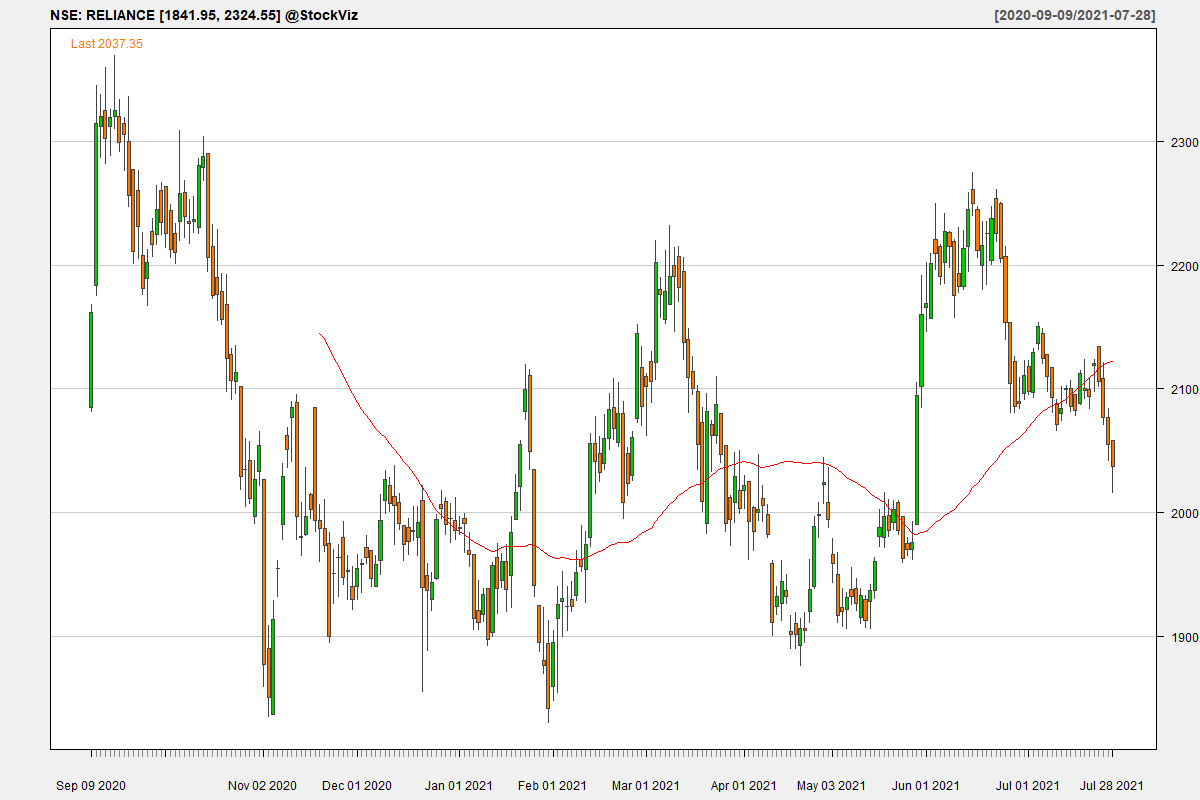 NSE: RELIANCE [1841.95, 2324.55] @StockViz
[2020-09-09/2021-07-28]
Last 2037.35
2300
2200
2100
2000
1900
Sep 09 2020
Nov 02 2020
Dec 01 2020
Jan 01 2021
Feb 01 2021
Mar 01 2021
Apr 01 2021
May 03 2021
Jun 01 2021
Jul 01 2021
Jul 28 2021